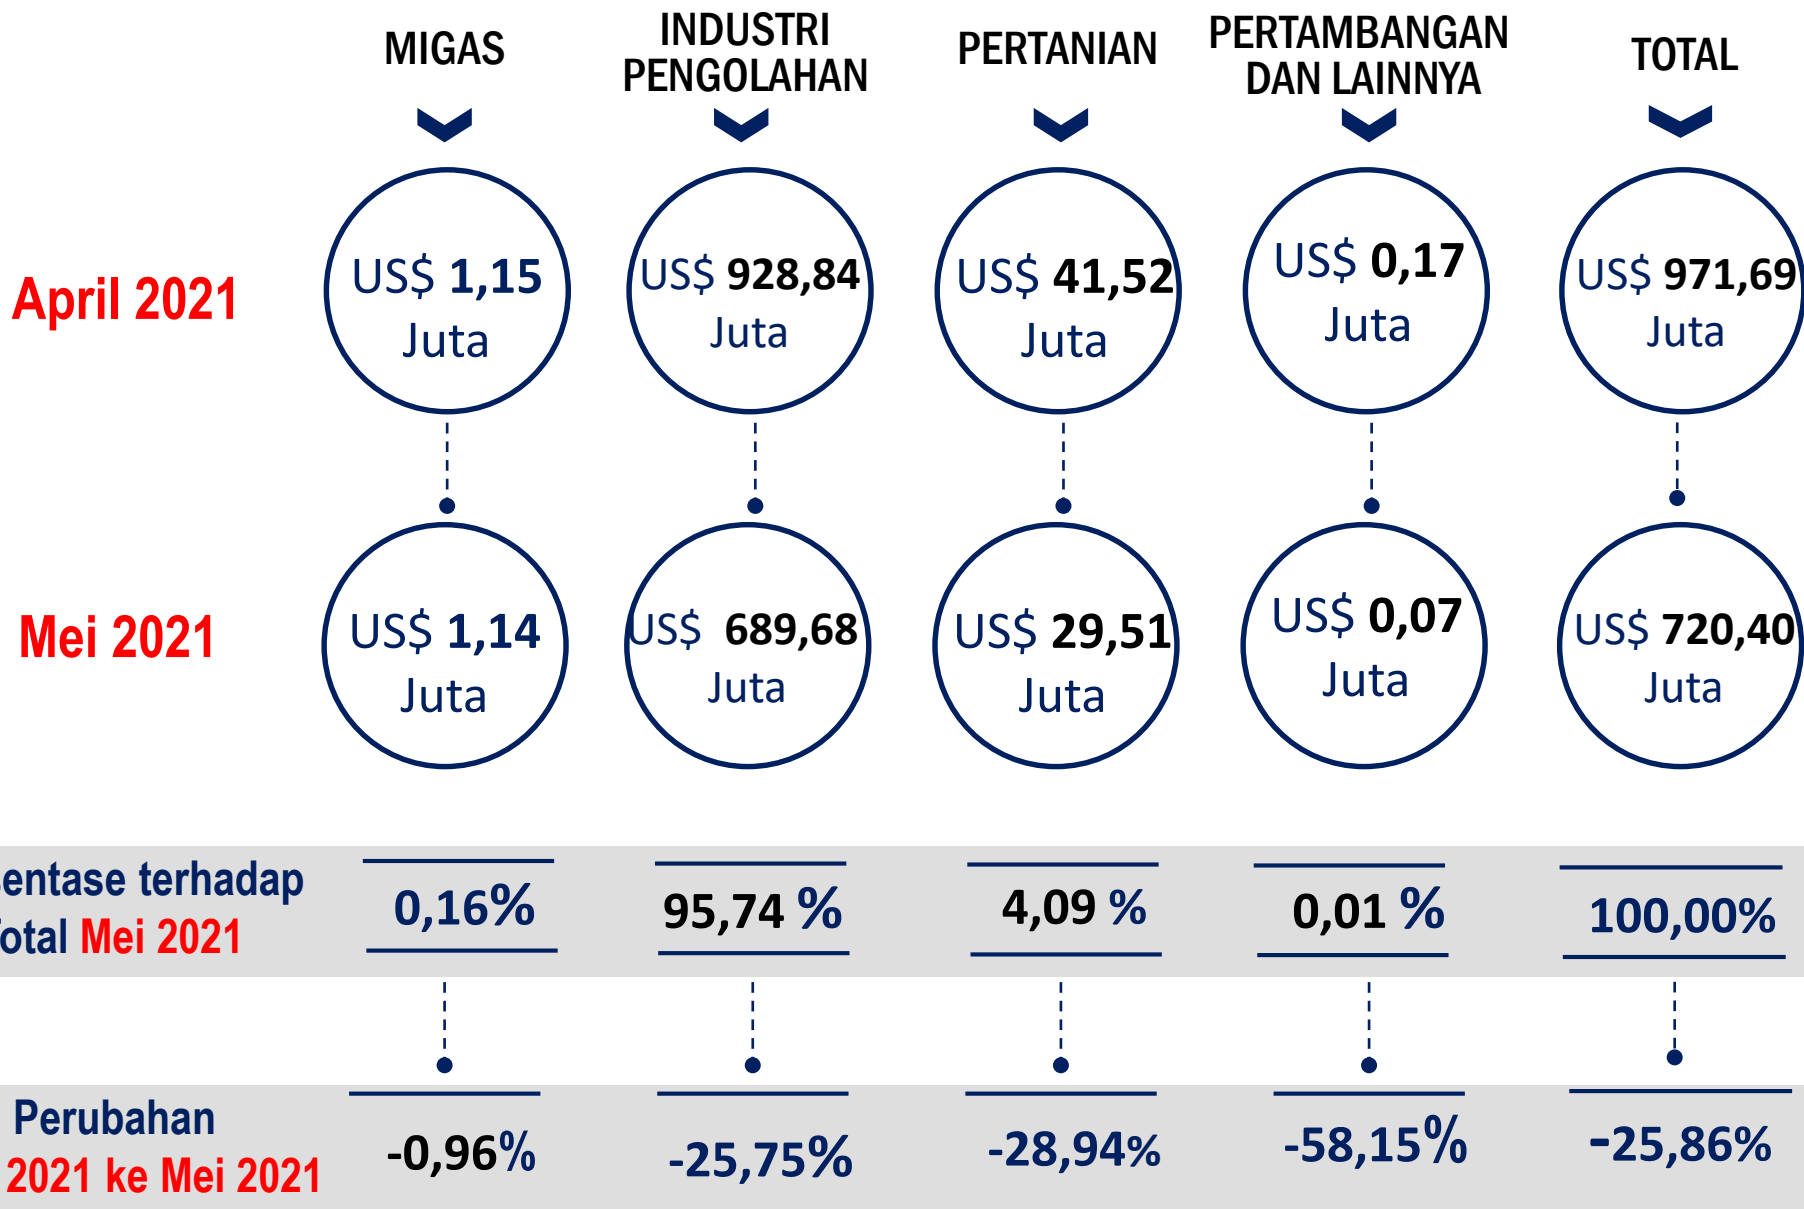 MIGAS
INDUSTRI
PENGOLAHAN
PERTANIAN
PERTAMBANGAN
DAN LAINNYA
TOTAL
April 2021
US$ 1,15
Juta
US$ 928,84
Juta
US$ 41,52
Juta
US$ 0,17
Juta
US$ 971,69
Juta
Mei 2021
US$ 1,14
Juta
US$ 689,68
Juta
US$ 29,51
Juta
US$ 0,07
Juta
US$ 720,40
Juta
sentase terhadap
Total Mei 2021
0,16%
95,74 %
4,09 %
0,01 %
100,00%
Perubahan
2021 ke Mei 2021
-0,96%
-25,75%
-28,94%
-58,15%
-25,86%